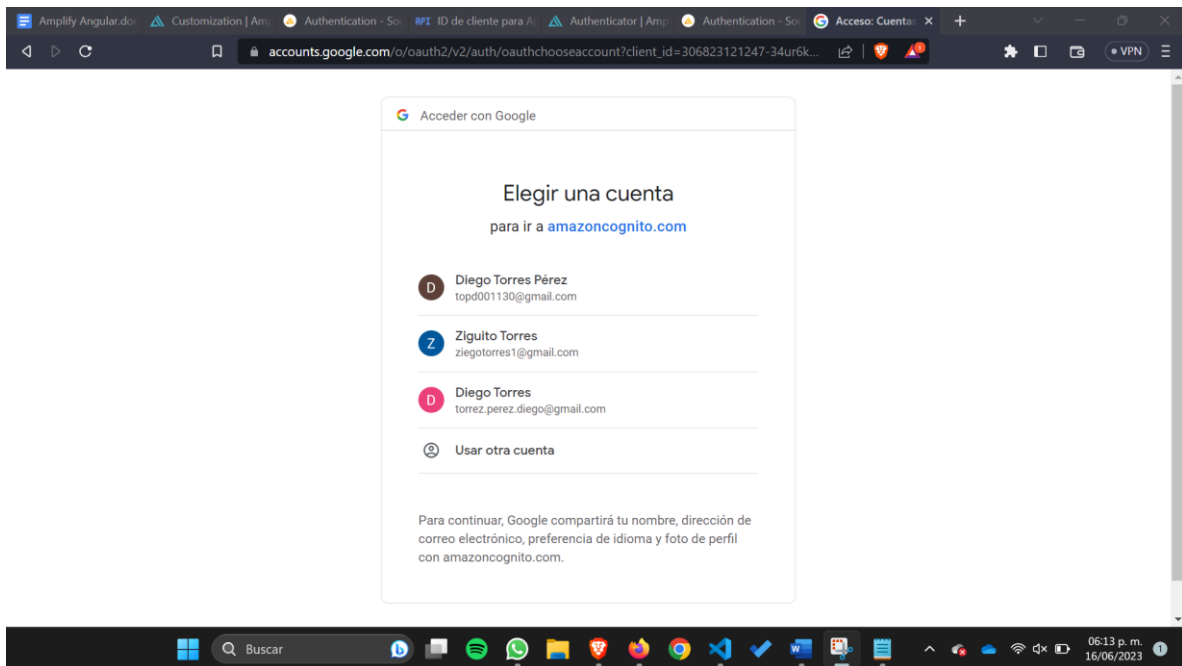 Amplify Angular.do
Customization | Am
Authentication - So
API ID de cliente para A
Authenticator | Amp
Authentication - So
Acceso: Cuentas
accounts.google.com/o/oauth2/v2/auth/oauthchooseaccount?client_id=306823121247-34ur6k...
VPN
Acceder con Google
Elegir una cuenta
para ir a amazoncognito.com
D
Diego Torres Pérez
topd001130@gmail.com
Z
Ziguito Torres
ziegotorres1@gmail.com
D
Diego Torres
torrez.perez.diego@gmail.com
Usar otra cuenta
Para continuar, Google compartirá tu nombre, dirección de
correo electrónico, preferencia de idioma y foto de perfil
con amazoncognito.com.
Buscar
06:13 p. m.
16/06/2023
1